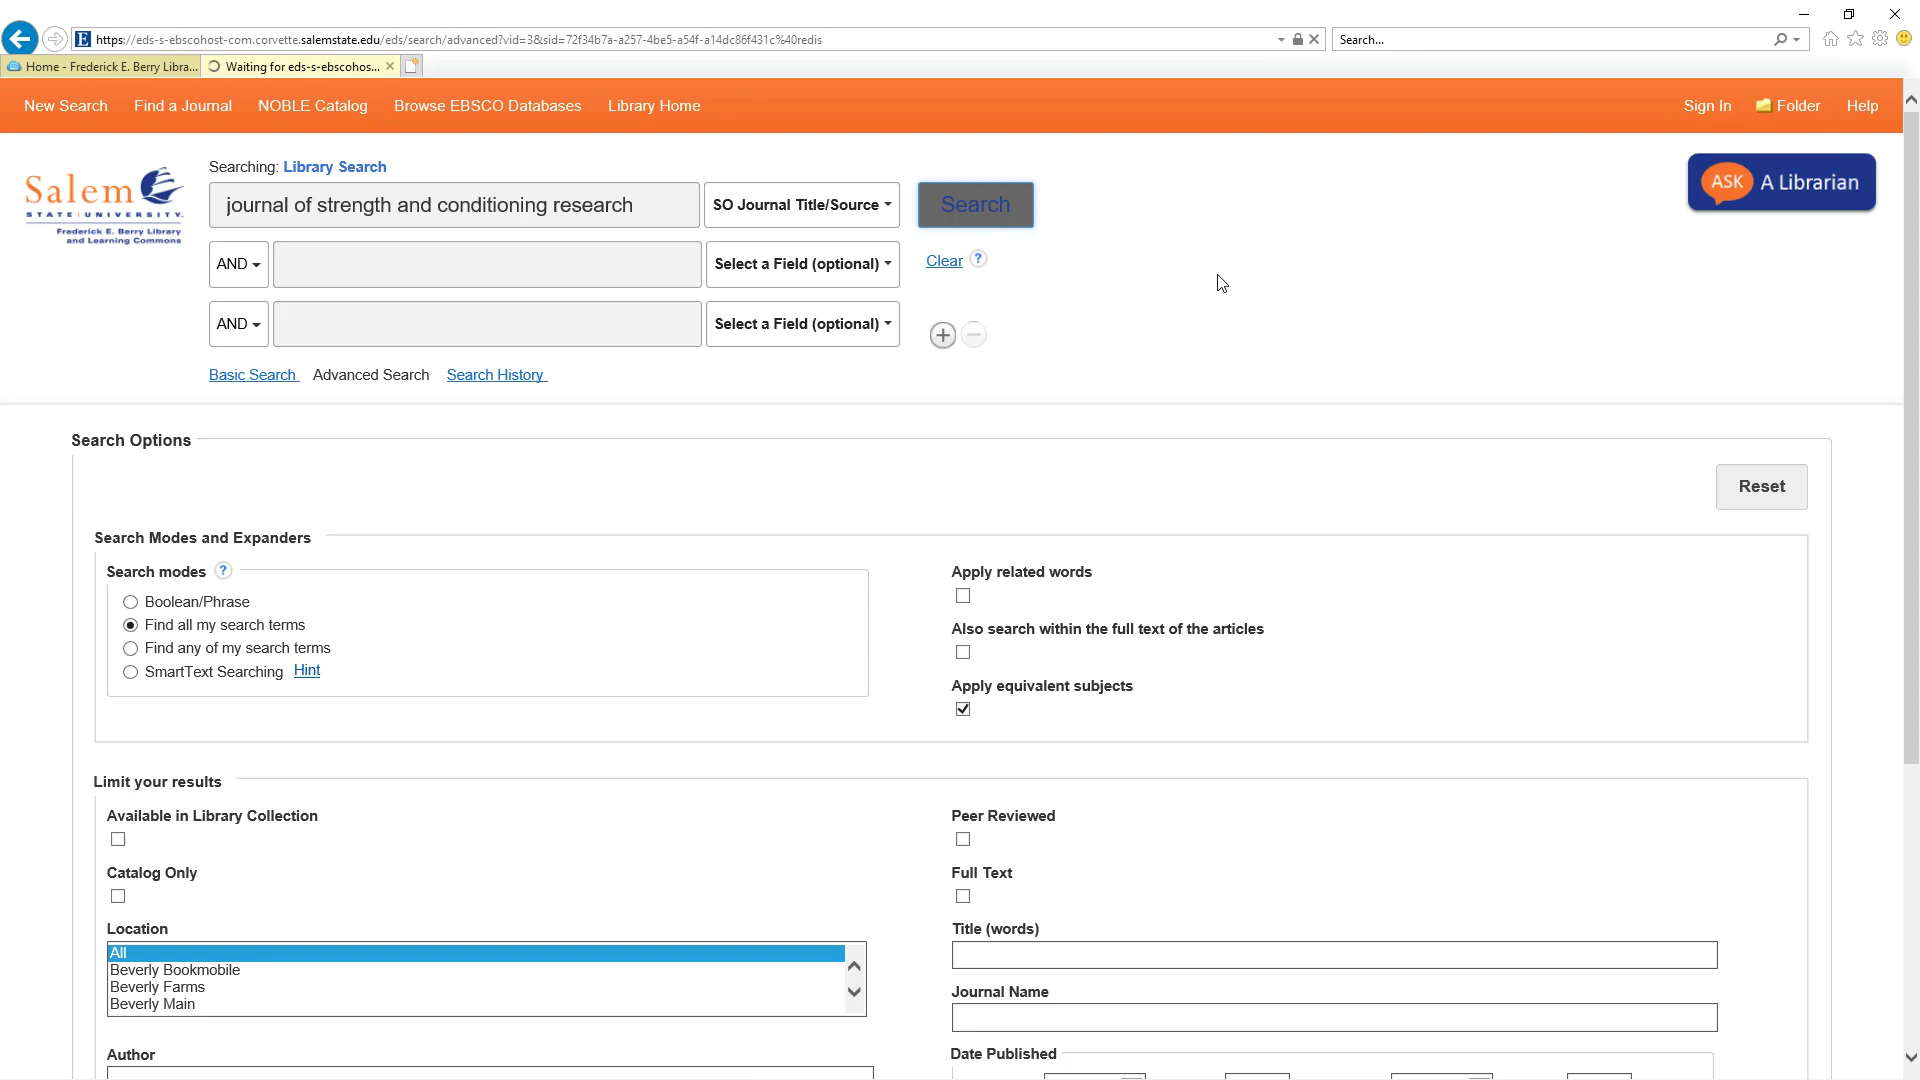 https://eds-s-ebscohost-com.corvette.salemstate.edu/eds/search/advanced?vid=3&sid=72f34b7a-a257-4be5-a54f-a14dc86f431c%40redis
Search...
Home - Frederick E. Berry Libra...
Waiting for eds-s-ebscohos...
New Search Find a Journal NOBLE Catalog Browse EBSCO Databases Library Home
Sign In Folder Help
Searching: Library Search
Salem
STATE UNIVERSITY
Frederick E. Berry Library
and Learning Commons
journal of strength and conditioning research
SO Journal Title/Source
Search
ASK A Librarian
AND
Select a Field (optional)
Clear ?
AND
Select a Field (optional)
Basic Search Advanced Search Search History
Search Options
Reset
Search Modes and Expanders
Search modes ?
Boolean/Phrase
Find all my search terms
Find any of my search terms
SmartText Searching Hint
Apply related words
Also search within the full text of the articles
Apply equivalent subjects
Limit your results
Available in Library Collection
Catalog Only
Location
All
Beverly Bookmobile
Beverly Farms
Beverly Main
Author
Peer Reviewed
Full Text
Title (words)
Journal Name
Date Published